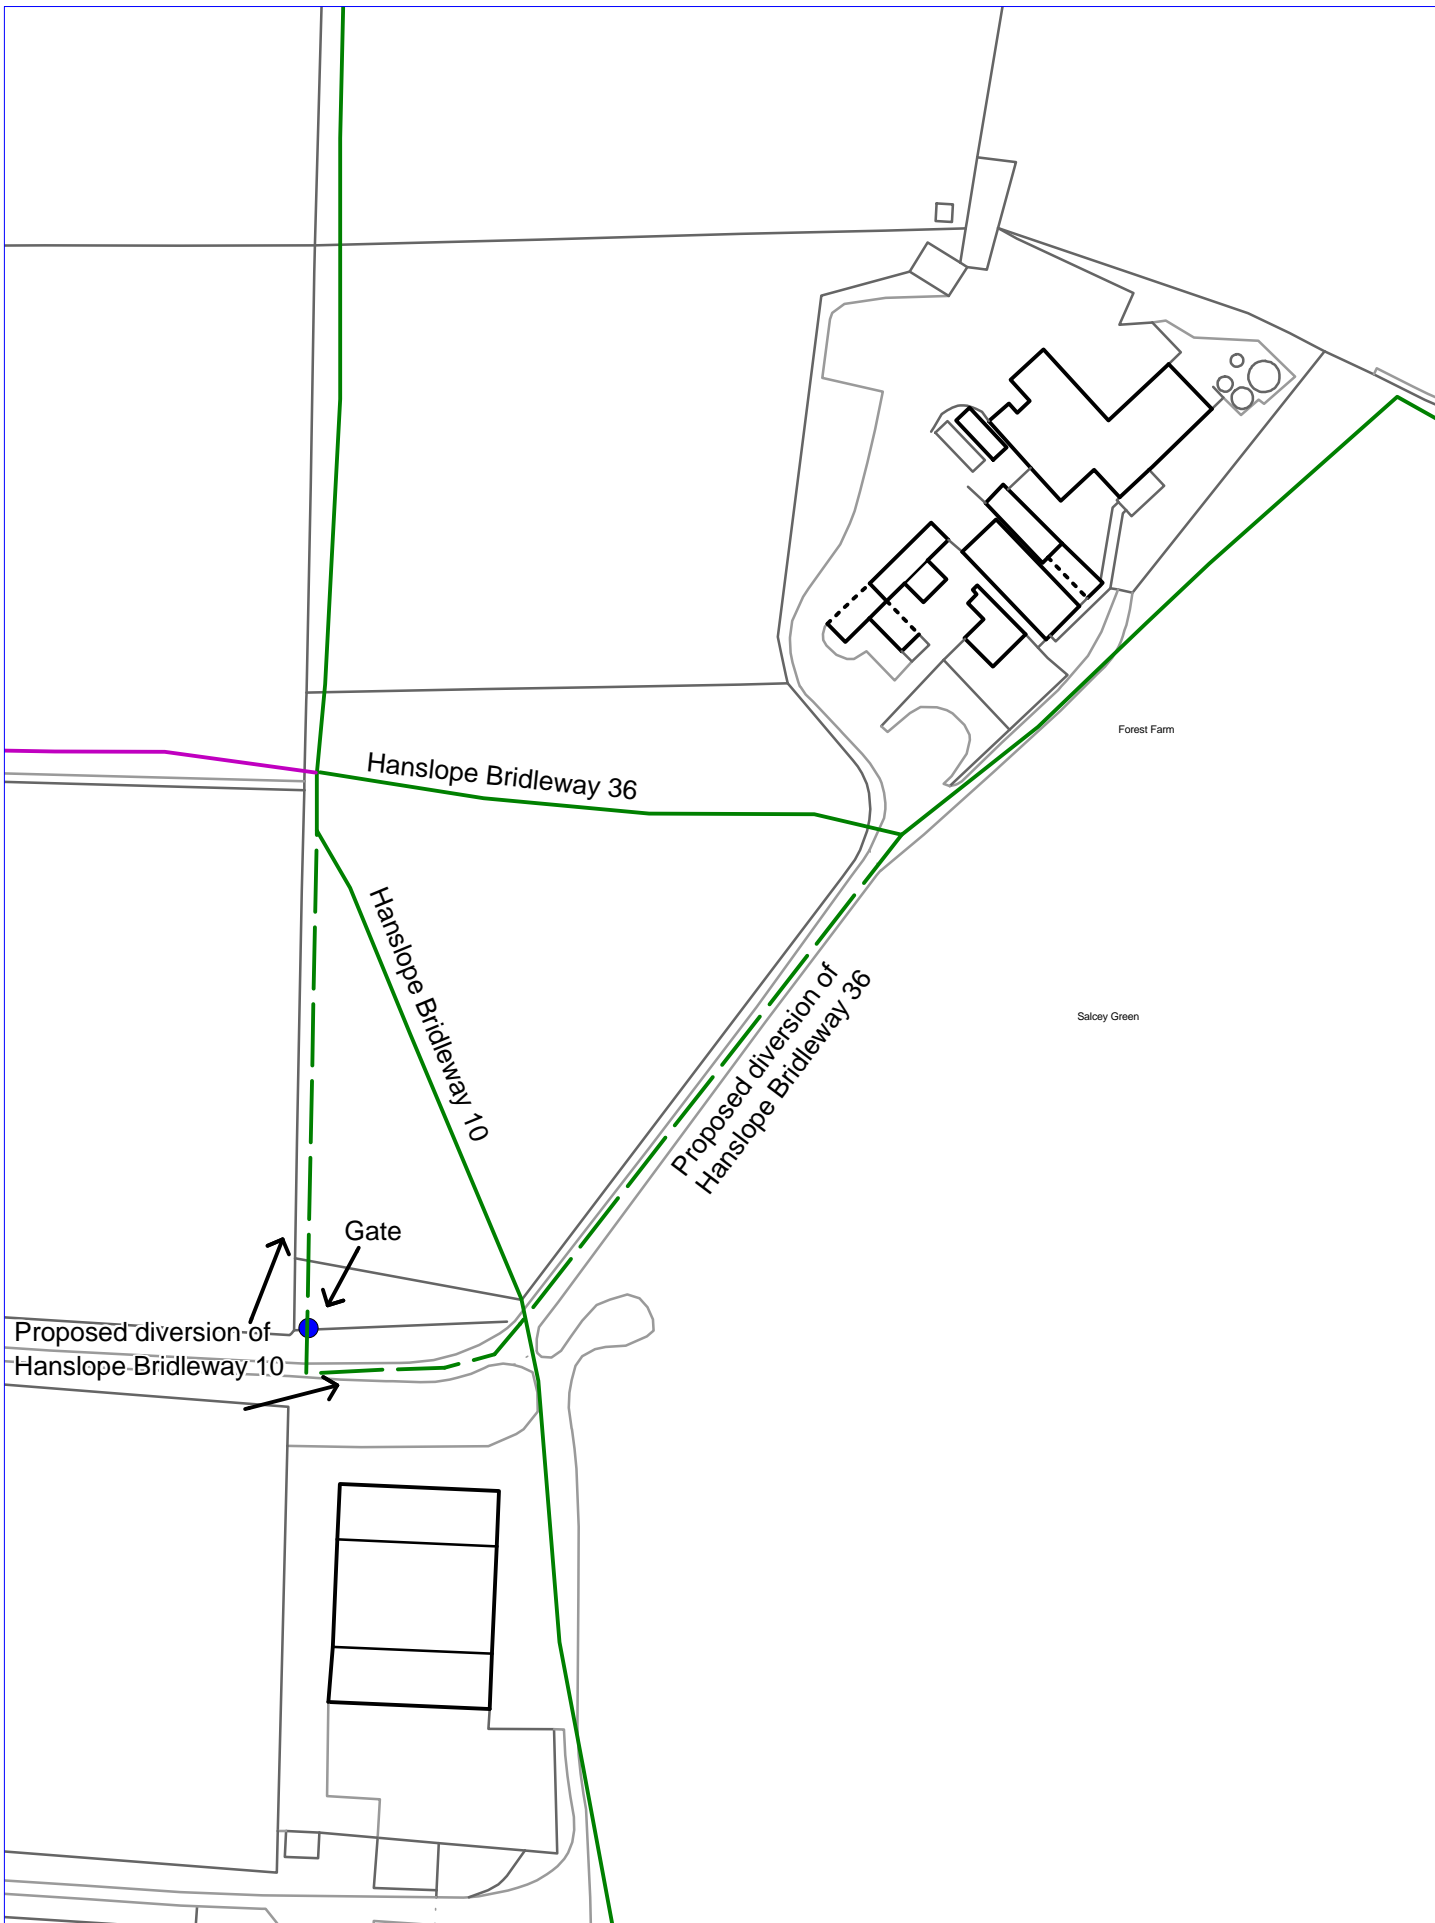 Forest Farm
Hanslope Bridleway 36
Hanslope Bridleway 10
Proposed diversion of
Hanslope Bridleway 36
Salcey Green
Gate
Proposed diversion of
Hanslope Bridleway 10